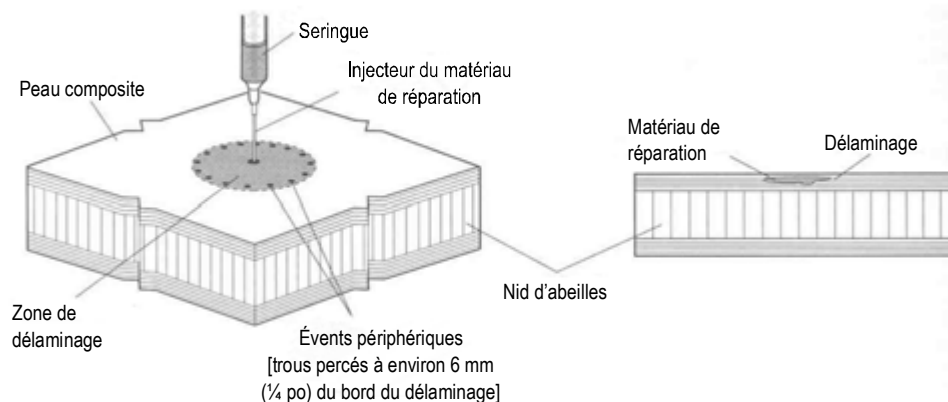 Seringue
Injecteur du matériau
de réparation
Peau composite
Matériau de
réparation
Délaminage
Nid d'abeilles
Zone de
délaminage
Évents périphériques
[trous percés à environ 6 mm
(¼ po) du bord du délaminage]